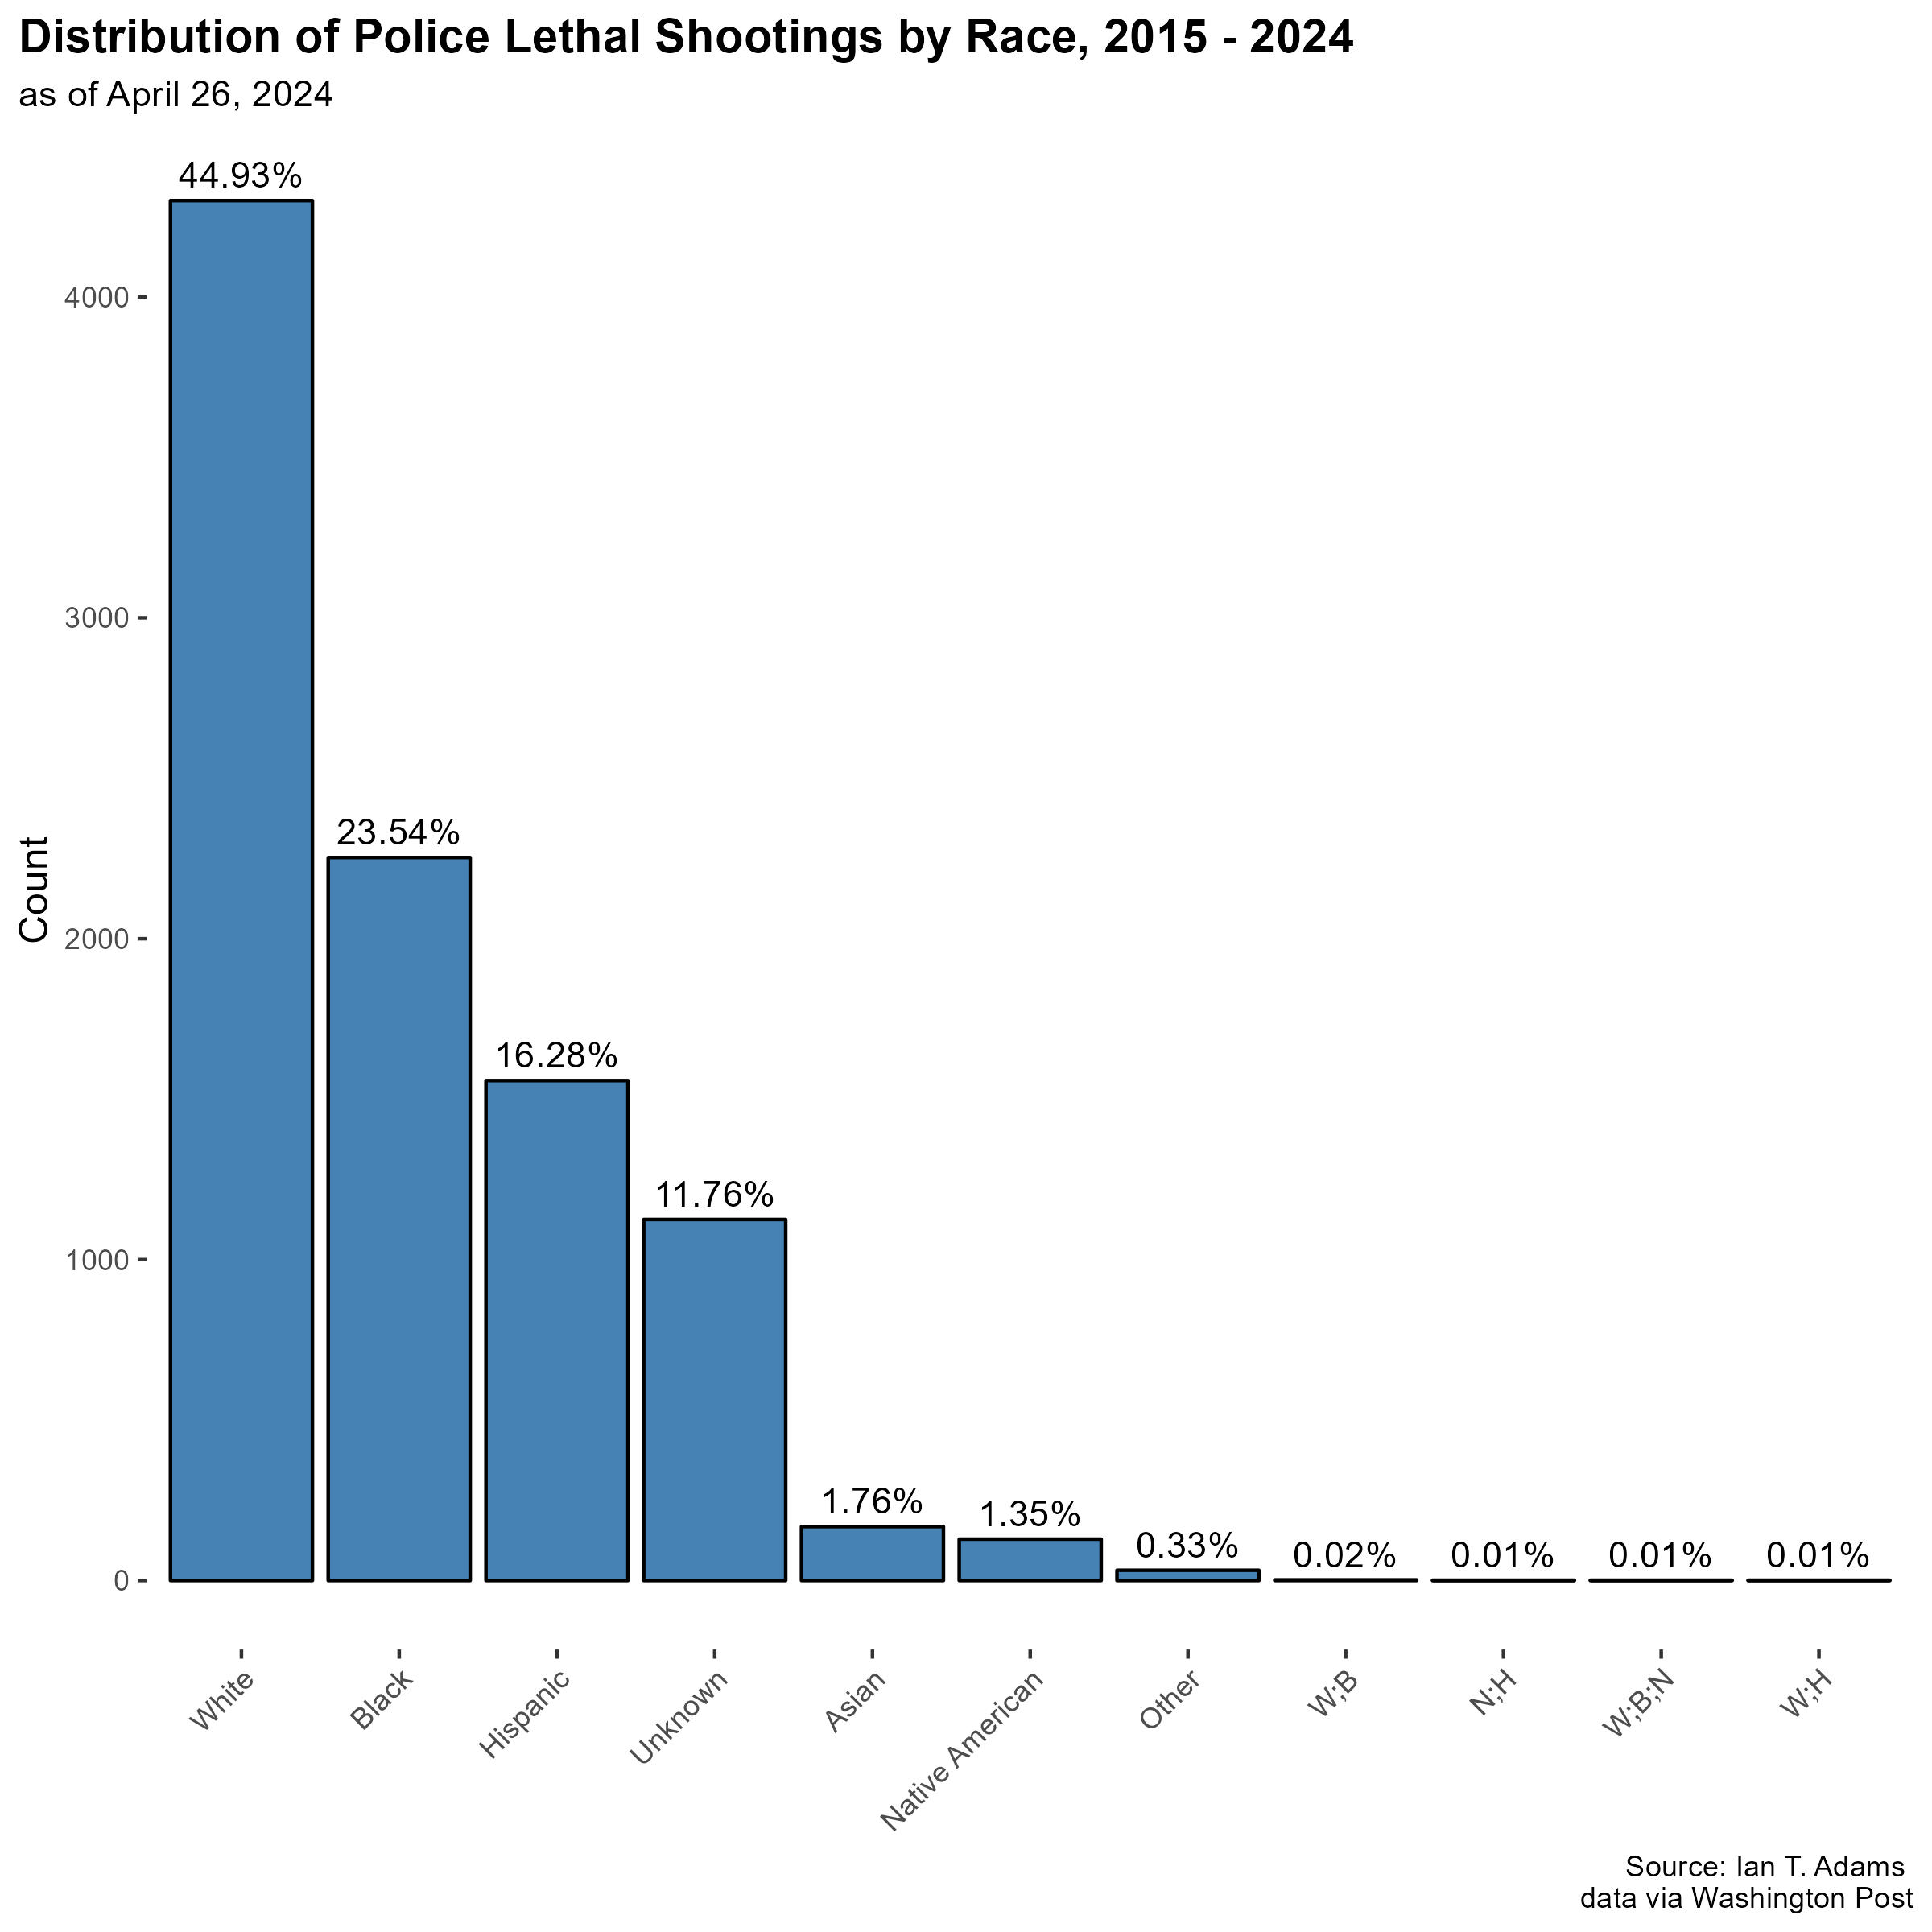 Distribution of Police Lethal Shootings by Race, 2015 - 2024
as of April 26, 2024
44.93%
4000
3000
23.54%
Count
2000
16.28%
11.76%
1000
1.76%
1.35%
0.33%
0.02%
0.01%
0.01%
0.01%
0
White
Black
Hispanic
Unknown
Asian
Native American
Other
W;B
N;H
W;B;N
W;H
Source: Ian T. Adams
data via Washington Post